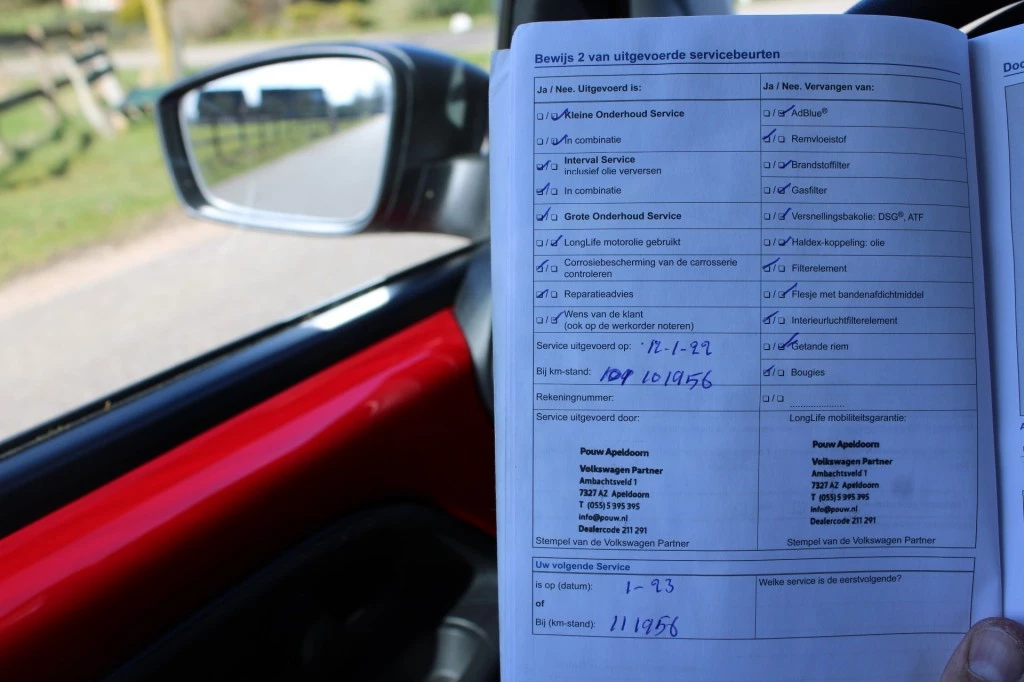 Bewijs 2 van uitgevoerde servicebeurten
Doc
Ja / Nee. Uitgevoerd is:
Kleine Onderhoud Service
In combinatie
Interval Service
inclusief olie verversen
In combinatie
Grote Onderhoud Service
LongLife motorolie gebruikt
Corrosiebescherming van de carrosserie
controleren
Reparatieadvies
Wens van de klant
(ook op de werkorder noteren)
Service uitgevoerd op: 12-1-22
Bij km-stand: 101956
Rekeningnummer:
Service uitgevoerd door:
Pouw Apeldoorn
Volkswagen Partner
Ambachtsveld 1
7327 AZ Apeldoorn
T (055) 5 995 395
info@pouw.nl
Dealercode 211 291
Stempel van de Volkswagen Partner
Ja / Nee. Vervangen van:
AdBlue®
Remvloeistof
Brandstoffilter
Gasfilter
Versnellingsbakolie: DSG®, ATF
Haldex-koppeling: olie
Filterelement
Flesje met bandenafdichtmiddel
Interieurluchtfilterelement
Getande riem
Bougies
LongLife mobiliteitsgarantie:
Pouw Apeldoorn
Volkswagen Partner
Ambachtsveld 1
7327 AZ Apeldoorn
T (055) 5 995 395
info@pouw.nl
Dealercode 211 291
Stempel van de Volkswagen Partner
Uw volgende Service
is op (datum): 1-23
of
Bij (km-stand): 111956
Welke service is de eerstvolgende?